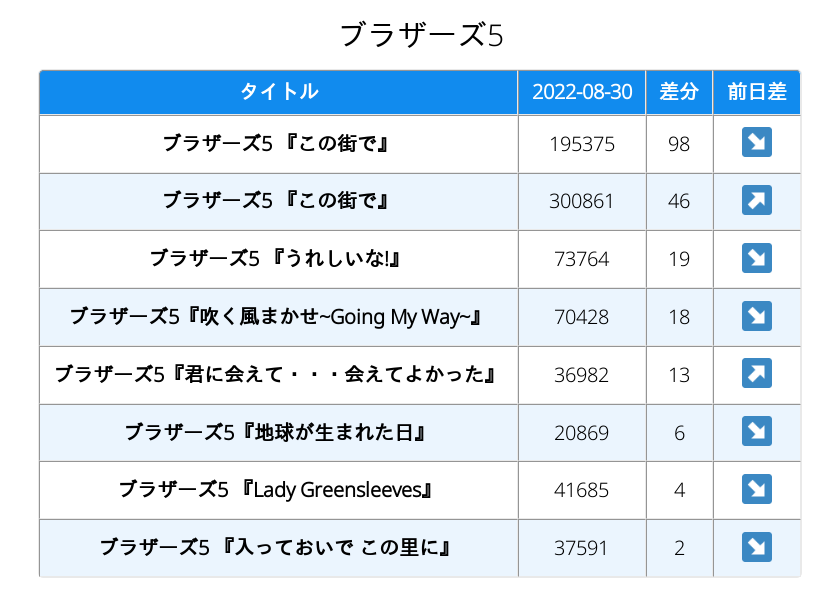 ブラザーズ5
タイトル 2022-08-30 差分 前日差
ブラザーズ5 『この街で』 195375 98 ↘
ブラザーズ5 『この街で』 300861 46 ↗
ブラザーズ5 『うれしいな!』 73764 19 ↘
ブラザーズ5『吹く風まかせ~Going My Way~』 70428 18 ↘
ブラザーズ5『君に会えて・・・会えてよかった』 36982 13 ↗
ブラザーズ5『地球が生まれた日』 20869 6 ↘
ブラザーズ5 『Lady Greensleeves』 41685 4 ↘
ブラザーズ5 『入っておいで この里に』 37591 2 ↘